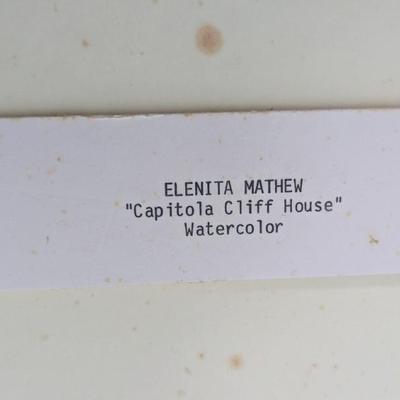 ELENITA MATHEW
"Capitola Cliff House"
Watercolor